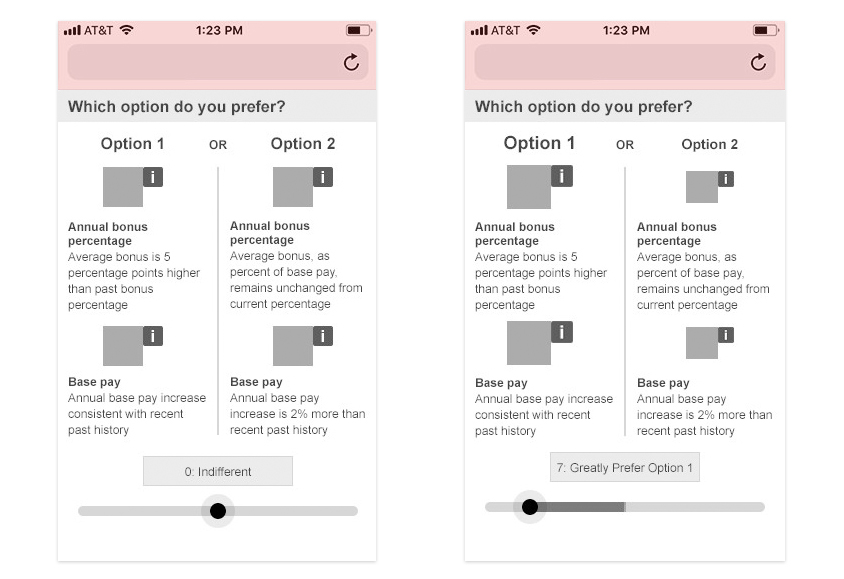 AT&T 1:23 PM
Which option do you prefer?
Option 1 OR Option 2
i i
Annual bonus
percentage
Average bonus is 5
percentage points higher
than past bonus
percentage
Annual bonus
percentage
Average bonus, as
percent of base pay,
remains unchanged from
current percentage
i i
Base pay
Annual base pay increase
consistent with recent
past history
Base pay
Annual base pay
increase is 2% more than
recent past history
0: Indifferent
AT&T 1:23 PM
Which option do you prefer?
Option 1 OR Option 2
i i
Annual bonus
percentage
Average bonus is 5
percentage points higher
than past bonus
percentage
Annual bonus
percentage
Average bonus, as
percent of base pay,
remains unchanged from
current percentage
i i
Base pay
Annual base pay increase
consistent with recent
past history
Base pay
Annual base pay
increase is 2% more than
recent past history
7: Greatly Prefer Option 1